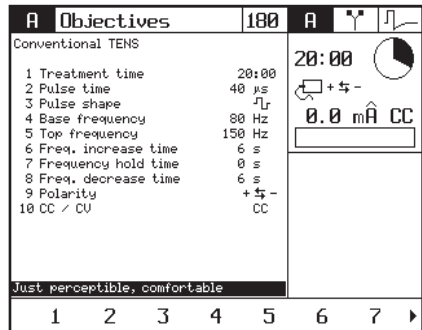 A Objectives 180 A
Conventional TENS
1 Treatment time 20:00
2 Pulse time 40 µs
3 Pulse shape
4 Base frequency 80 Hz
5 Top frequency 150 Hz
6 Freq. increase time 6 s
7 Frequency hold time 0 s
8 Freq. decrease time 6 s
9 Polarity + ⇆ -
10 CC / CV CC
Just perceptible, comfortable
20:00
+ ⇆ -
0.0 mÂ CC
1 2 3 4 5 6 7